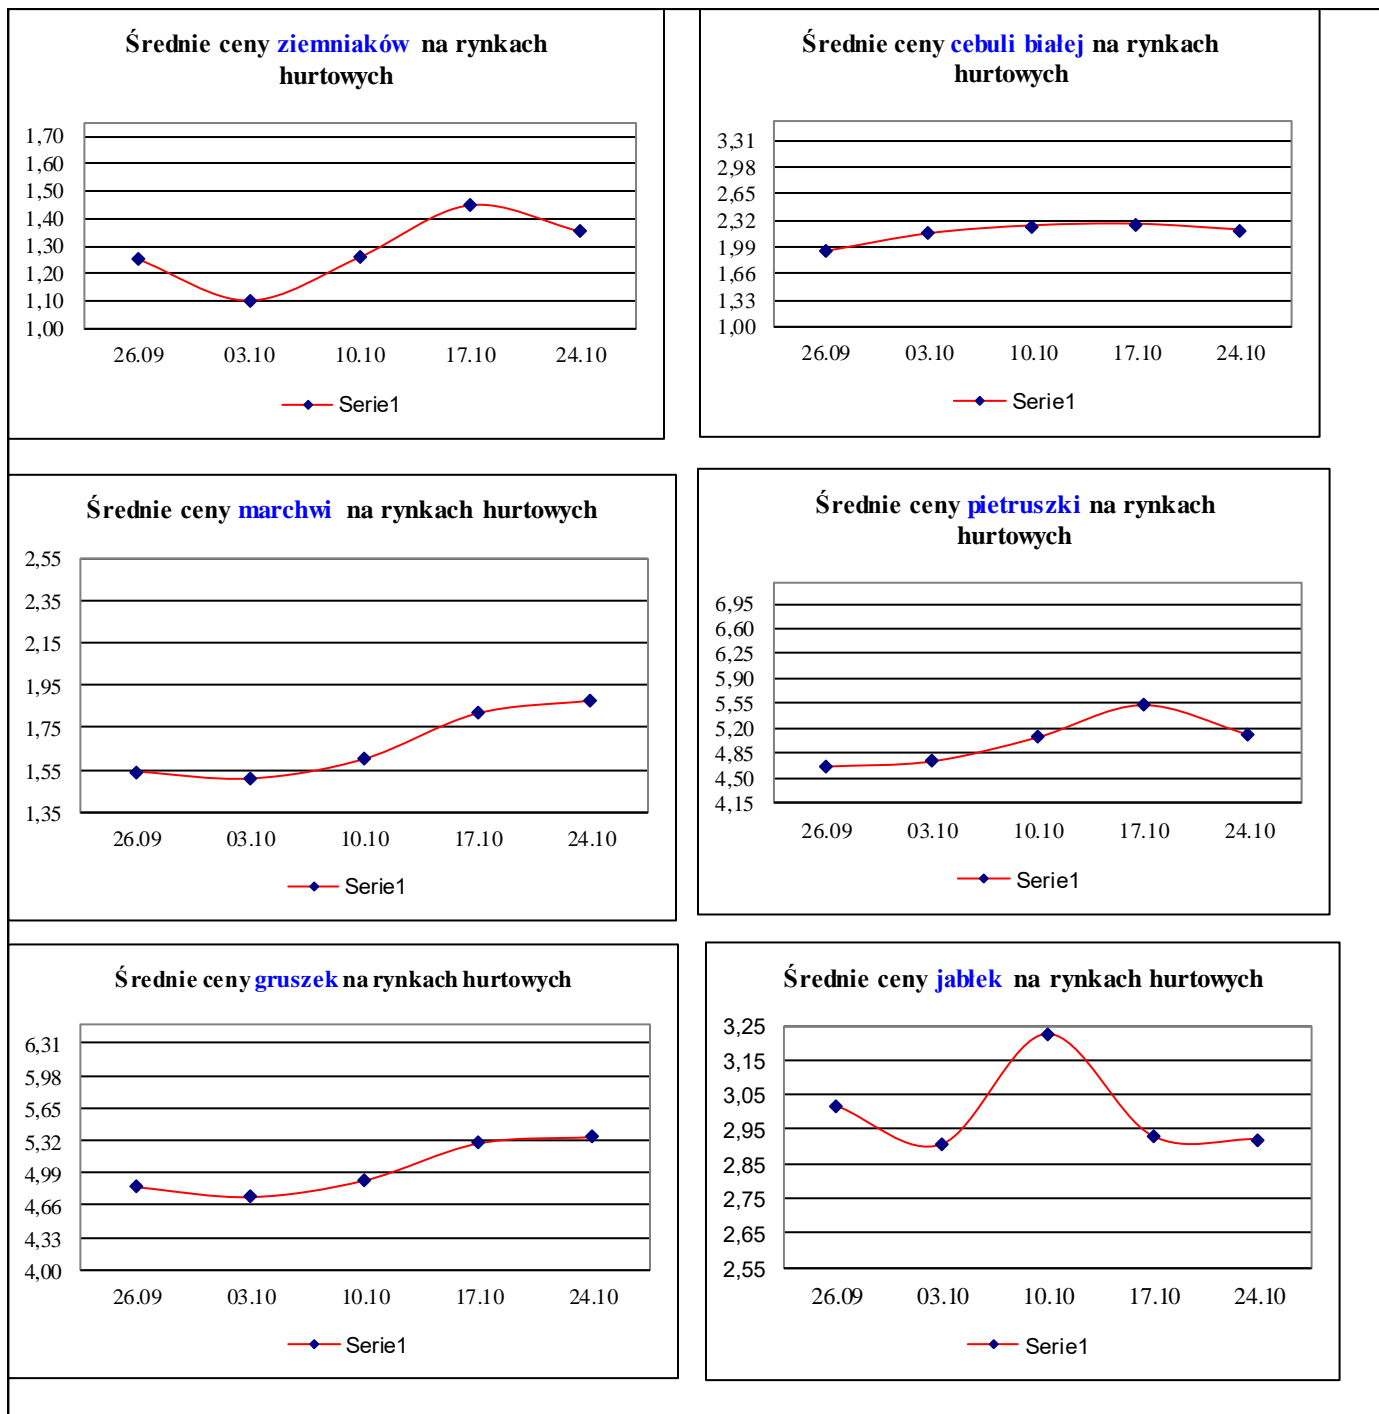 Średnie ceny ziemniaków na rynkach
hurtowych
1,70
1,60
1,50
1,40
1,30
1,20
1,10
1,00
26.09 03.10 10.10 17.10 24.10
Serie1
Średnie ceny cebuli białej na rynkach
hurtowych
3,31
2,98
2,65
2,32
1,99
1,66
1,33
1,00
26.09 03.10 10.10 17.10 24.10
Serie1
Średnie ceny marchwi na rynkach hurtowych
2,55
2,35
2,15
1,95
1,75
1,55
1,35
26.09 03.10 10.10 17.10 24.10
Serie1
Średnie ceny pietruszki na rynkach
hurtowych
6,95
6,60
6,25
5,90
5,55
5,20
4,85
4,50
4,15
26.09 03.10 10.10 17.10 24.10
Serie1
Średnie ceny gruszek na rynkach hurtowych
6,31
5,98
5,65
5,32
4,99
4,66
4,33
4,00
26.09 03.10 10.10 17.10 24.10
Serie1
Średnie ceny jabłek na rynkach hurtowych
3,25
3,15
3,05
2,95
2,85
2,75
2,65
2,55
26.09 03.10 10.10 17.10 24.10
Serie1